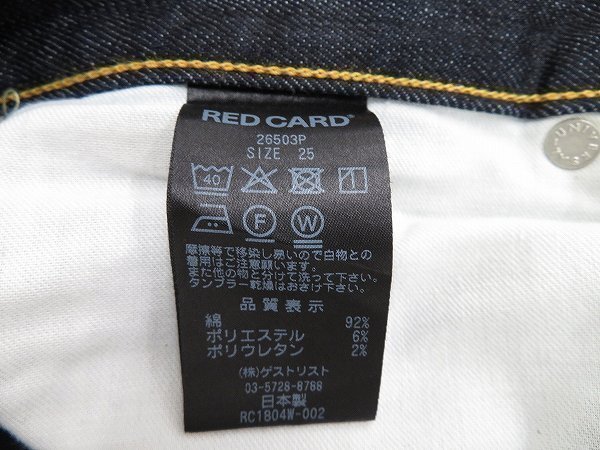 RED CARD®
26503P
SIZE 25
40
F
W
摩擦等で移染し易いので白物との
着用はご注意願います。
また他の物と分けて洗って下さい。
タンブラー乾燥はおさけ下さい。
品質表示
綿 92%
ポリエステル 6%
ポリウレタン 2%
(株)ゲストリスト
03-5728-8788
日本製
RC1804W-002